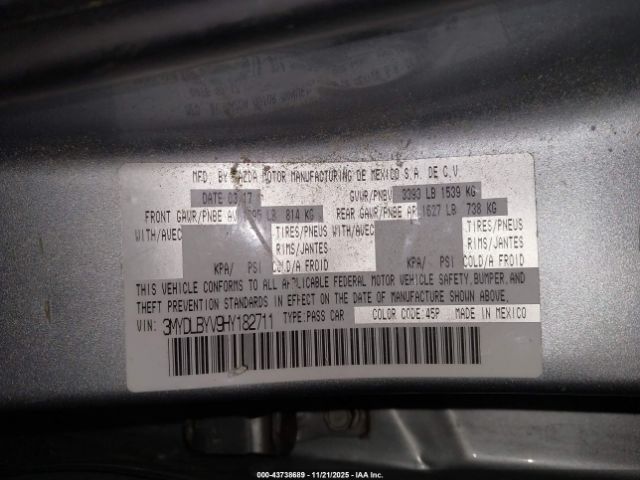 MFD. BY MAZDA MOTOR MANUFACTURING DE MEXICO S.A. DE C.V.
DATE 03 17 GVWR/PNBV 3393 LB 1539 KG
FRONT GAWR/PNBE AV 1795 LB 814 KG REAR GAWR/PNBE AR 1627 LB 738 KG
WITH/AVEC TIRES/PNEUS WITH/AVEC TIRES/PNEUS
RIMS/JANTES RIMS/JANTES
KPA/ PSI COLD/A FROID KPA/ PSI COLD/A FROID
THIS VEHICLE CONFORMS TO ALL APPLICABLE FEDERAL MOTOR VEHICLE SAFETY, BUMPER, AND
THEFT PREVENTION STANDARDS IN EFFECT ON THE DATE OF MANUFACTURE SHOWN ABOVE.
VIN: 3MYDLBYV9HY182711 TYPE:PASS CAR COLOR CODE:45P MADE IN MEXICO
000-43738689 - 11/21/2025 - IAA Inc.